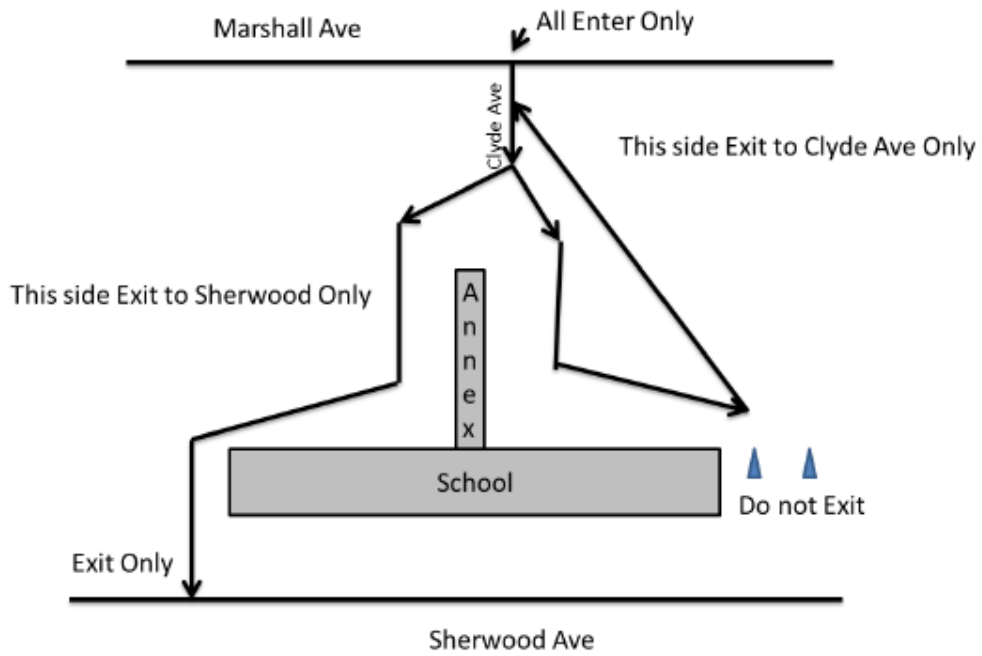 All Enter Only
Marshall Ave
Clyde Ave
This side Exit to Clyde Ave Only
This side Exit to Sherwood Only
Annex
School
Do not Exit
Exit Only
Sherwood Ave